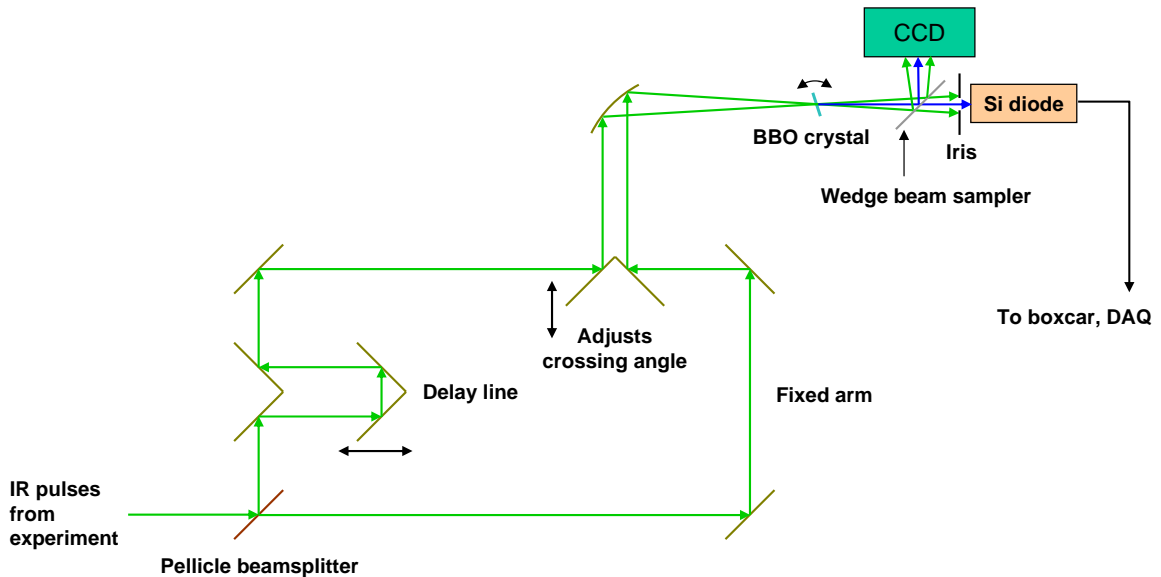 CCD
Si diode
BBO crystal
Iris
Wedge beam sampler
To boxcar, DAQ
Adjusts
crossing angle
Delay line
Fixed arm
IR pulses
from
experiment
Pellicle beamsplitter